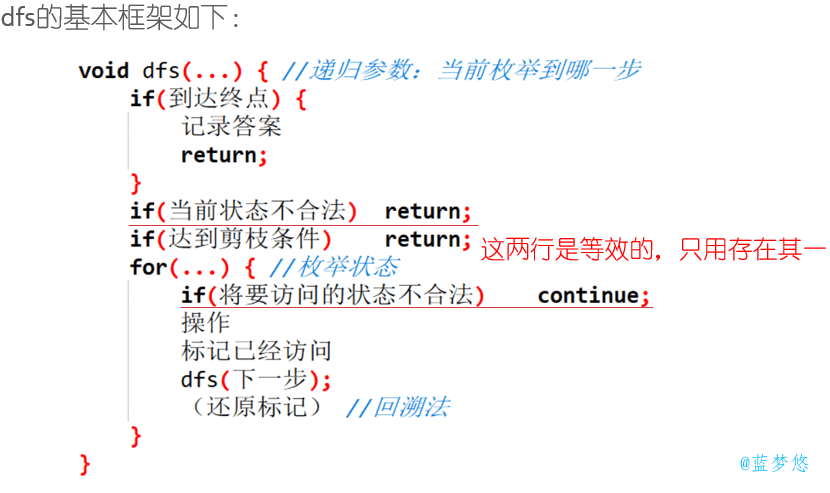 dfs的基本框架如下：
void dfs(...) { //递归参数：当前枚举到哪一步
if(到达终点) {
记录答案
return;
}
if(当前状态不合法) return;
if(达到剪枝条件) return;
这两行是等效的，只用存在其一
for(...) { //枚举状态
if(将要访问的状态不合法) continue;
操作
标记已经访问
dfs(下一步);
（还原标记） //回溯法
}
}
@蓝梦悠